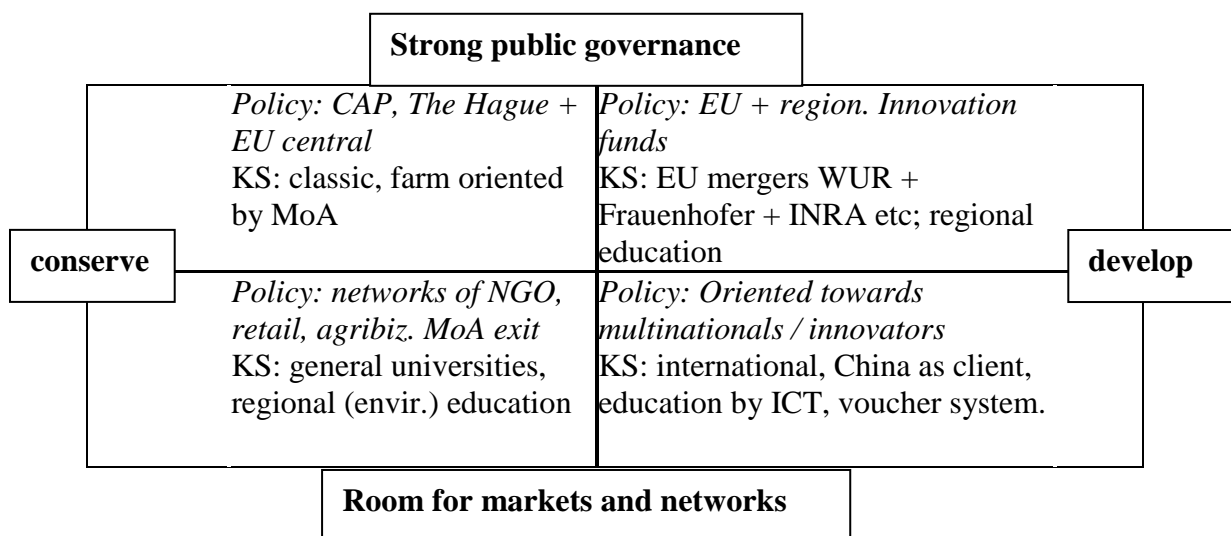 Strong public governance
Policy: CAP, The Hague +
EU central
KS: classic, farm oriented
by MoA
Policy: EU + region. Innovation
funds
KS: EU mergers WUR +
Frauenhofer + INRA etc; regional
education
conserve
develop
Policy: networks of NGO,
retail, agribiz. MoA exit
KS: general universities,
regional (envir.) education
Policy: Oriented towards
multinationals / innovators
KS: international, China as client,
education by ICT, voucher system.
Room for markets and networks